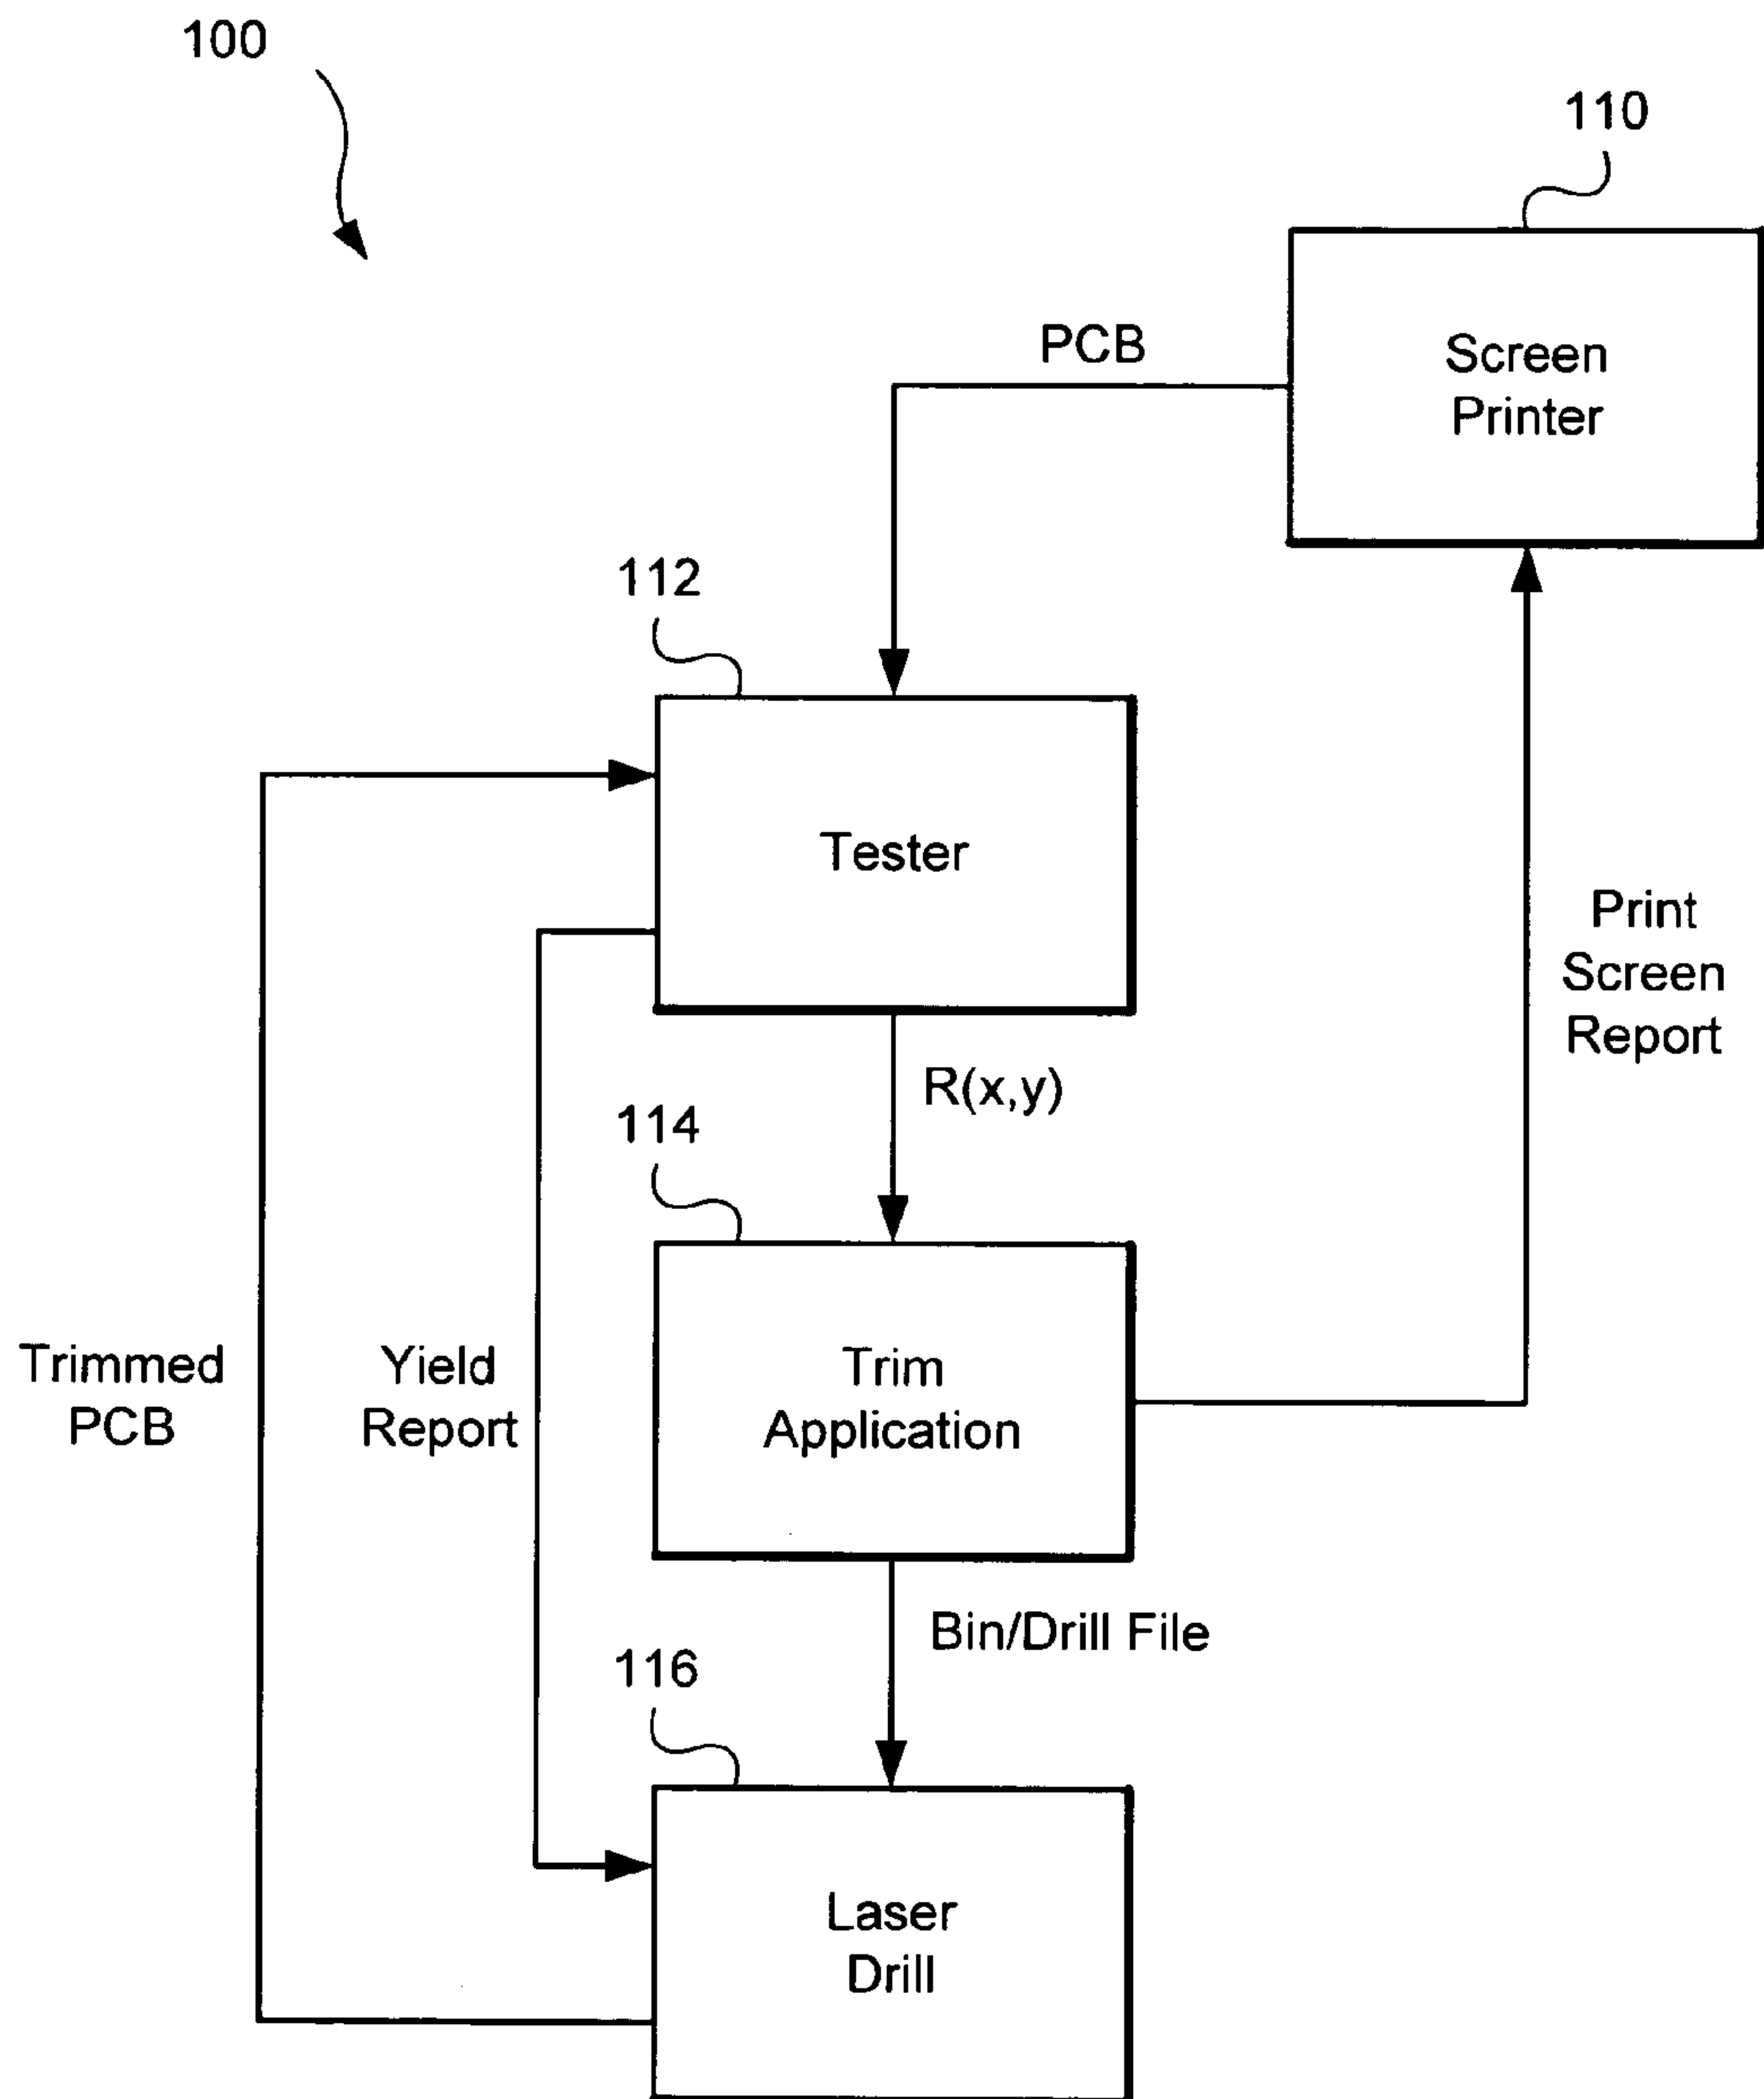 100
110
PCB
Screen
Printer
112
Tester
Print
Screen
Report
R(x,y)
114
Trimmed
PCB
Yield
Report
Trim
Application
Bin/Drill File
116
Laser
Drill